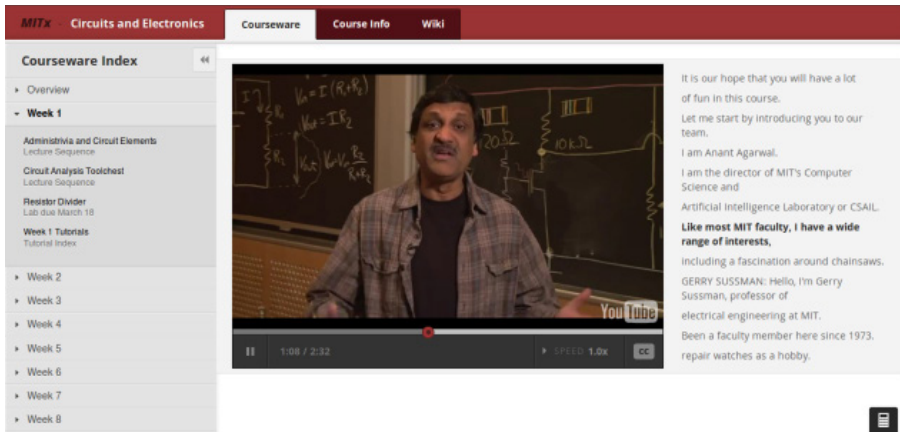 MITx Circuits and Electronics
Courseware
Course Info
Wiki
Courseware Index
Overview
Week 1
Administrivia and Circuit Elements
Lecture Sequence
Circuit Analysis Toolchest
Lecture Sequence
Resistor Divider
Lab due March 18
Week 1 Tutorials
Tutorial Index
Week 2
Week 3
Week 4
Week 5
Week 6
Week 7
Week 8
YouTube
1:08 / 2:32
SPEED 1.0x
CC
It is our hope that you will have a lot
of fun in this course.
Let me start by introducing you to our
team.
I am Anant Agarwal.
I am the director of MIT's Computer
Science and
Artificial Intelligence Laboratory or CSAIL.
Like most MIT faculty, I have a wide
range of interests,
including a fascination around chainsaws.
GERRY SUSSMAN: Hello, I'm Gerry
Sussman, professor of
electrical engineering at MIT.
Been a faculty member here since 1973.
repair watches as a hobby.